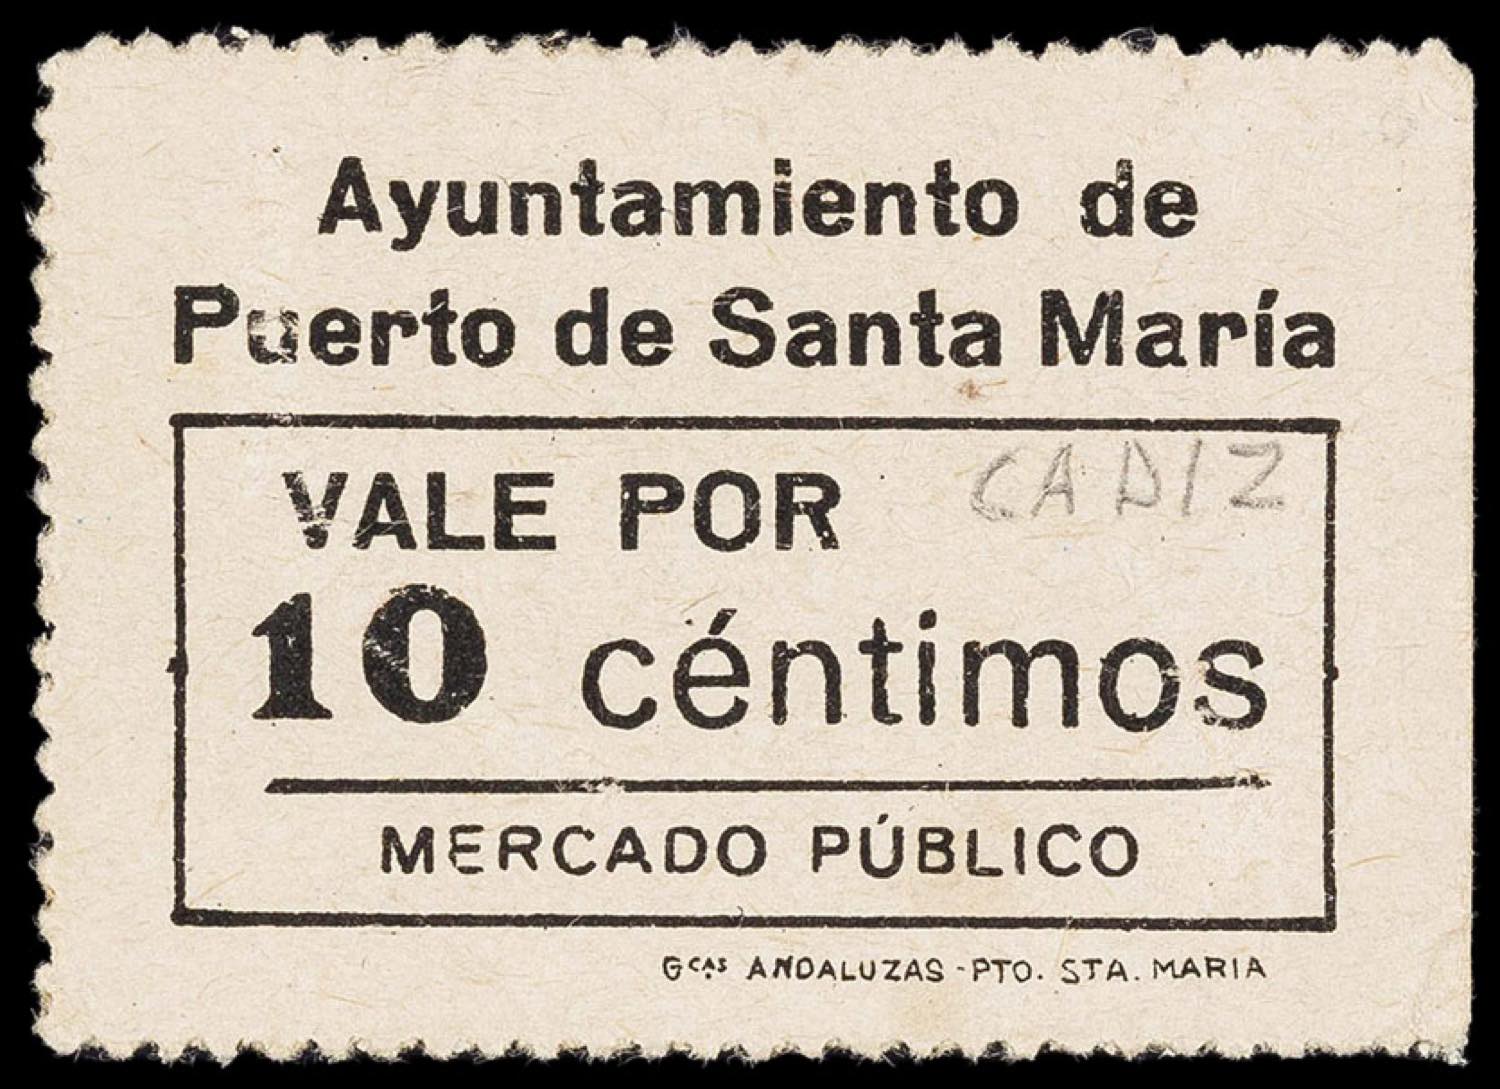 Ayuntamiento de
Puerto de Santa María
VALE POR
CADIZ
10 céntimos
MERCADO PÚBLICO
Gcas ANDALUZAS - PTO. STA. MARIA